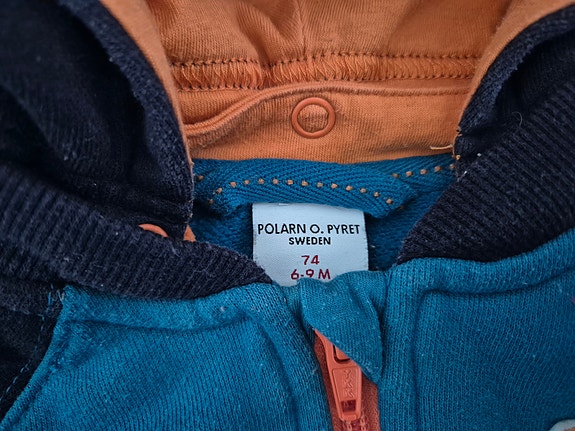 POLARN O. PYRET
SWEDEN
74
6-9 M